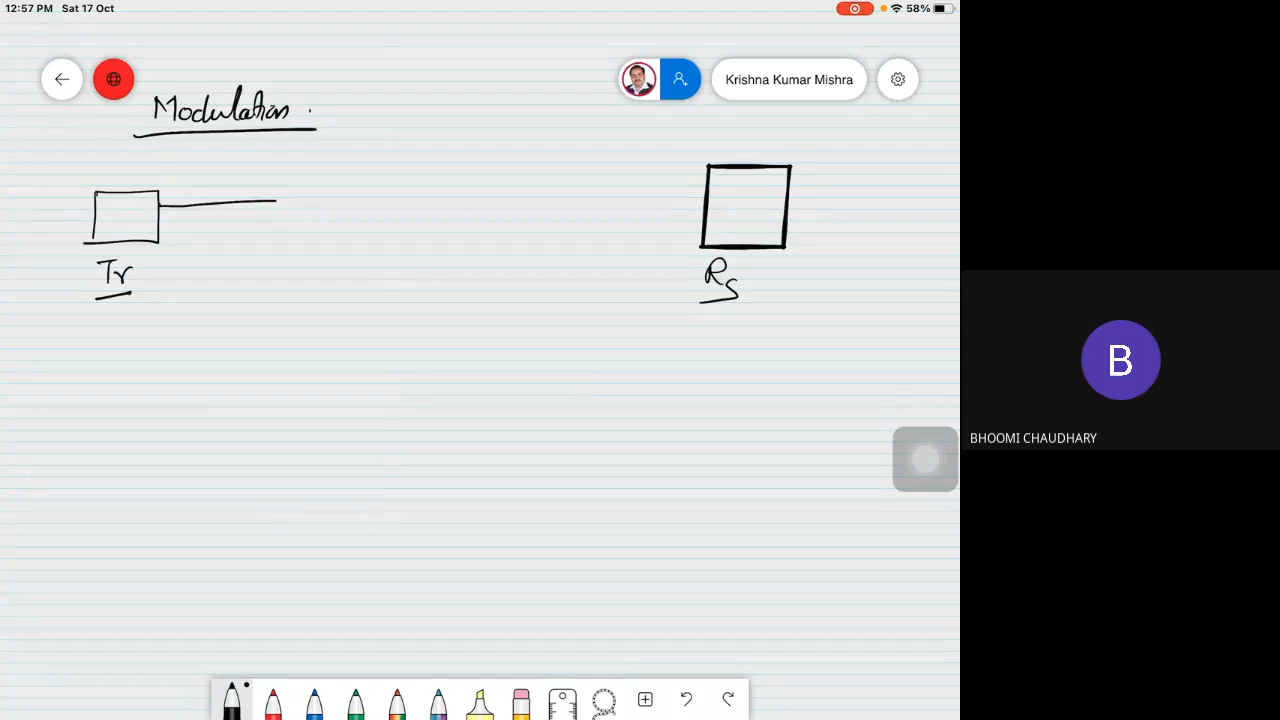 12:57 PM Sat 17 Oct
58%
Krishna Kumar Mishra
Modulation.
Tr
Rs
B
BHOOMI CHAUDHARY